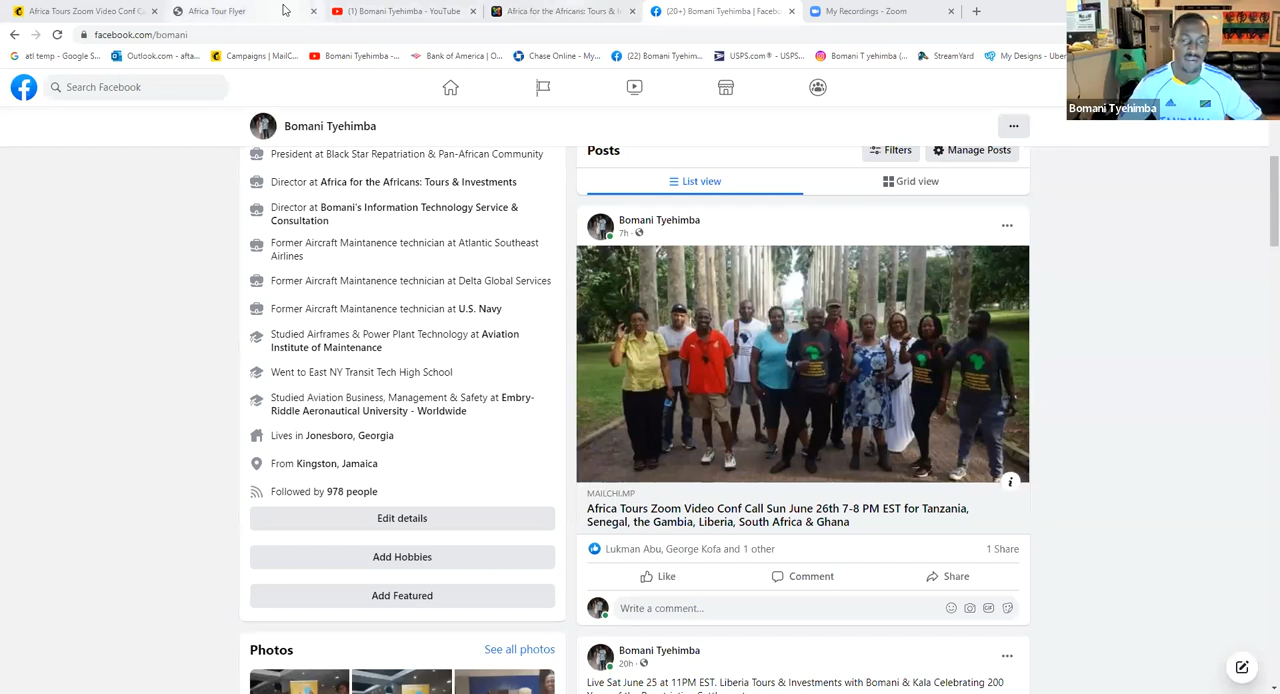 Africa Tours Zoom Video Conf C
Africa Tour Flyer
(1) Bomani Tyehimba - YouTube
Africa for the Africans: Tours & I
(20+) Bomani Tyehimba | Facebo
My Recordings - Zoom
facebook.com/bomani
atl temp - Google S...
Outlook.com - afta...
Campaigns | MailC...
Bomani Tyehimba -...
Bank of America | O...
Chase Online - My...
(22) Bomani Tyehim...
USPS.com® - USPS...
Bomani T yehimba (...
StreamYard
My Designs - Uber
Search Facebook
Bomani Tyehimba
Bomani Tyehimba
President at Black Star Repatriation & Pan-African Community
Director at Africa for the Africans: Tours & Investments
Director at Bomani's Information Technology Service &
Consultation
Former Aircraft Maintanence technician at Atlantic Southeast
Airlines
Former Aircraft Maintanence technician at Delta Global Services
Former Aircraft Maintanence technician at U.S. Navy
Studied Airframes & Power Plant Technology at Aviation
Institute of Maintenance
Went to East NY Transit Tech High School
Studied Aviation Business, Management & Safety at Embry-
Riddle Aeronautical University - Worldwide
Lives in Jonesboro, Georgia
From Kingston, Jamaica
Followed by 978 people
Edit details
Add Hobbies
Add Featured
Photos
See all photos
Posts
Filters
Manage Posts
List view
Grid view
Bomani Tyehimba
7h
MAILCHI.MP
Africa Tours Zoom Video Conf Call Sun June 26th 7-8 PM EST for Tanzania,
Senegal, the Gambia, Liberia, South Africa & Ghana
Lukman Abu, George Kofa and 1 other
1 Share
Like
Comment
Share
Write a comment...
GIF
Bomani Tyehimba
20h
Live Sat June 25 at 11PM EST. Liberia Tours & Investments with Bomani & Kala Celebrating 200